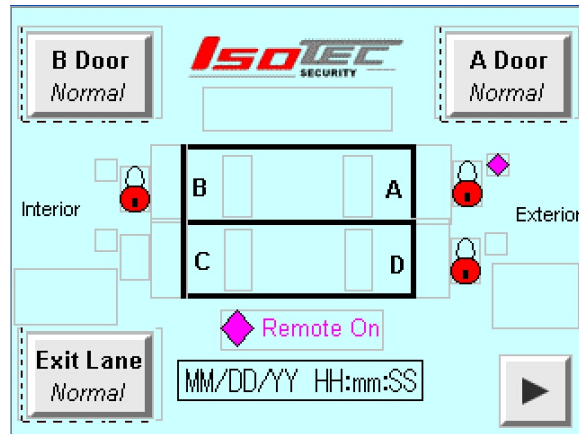 B Door
Normal
IsoTec
SECURITY
A Door
Normal
B
A
Interior
Exterior
C
D
Remote On
Exit Lane
Normal
MM/DD/YY HH:mm:SS